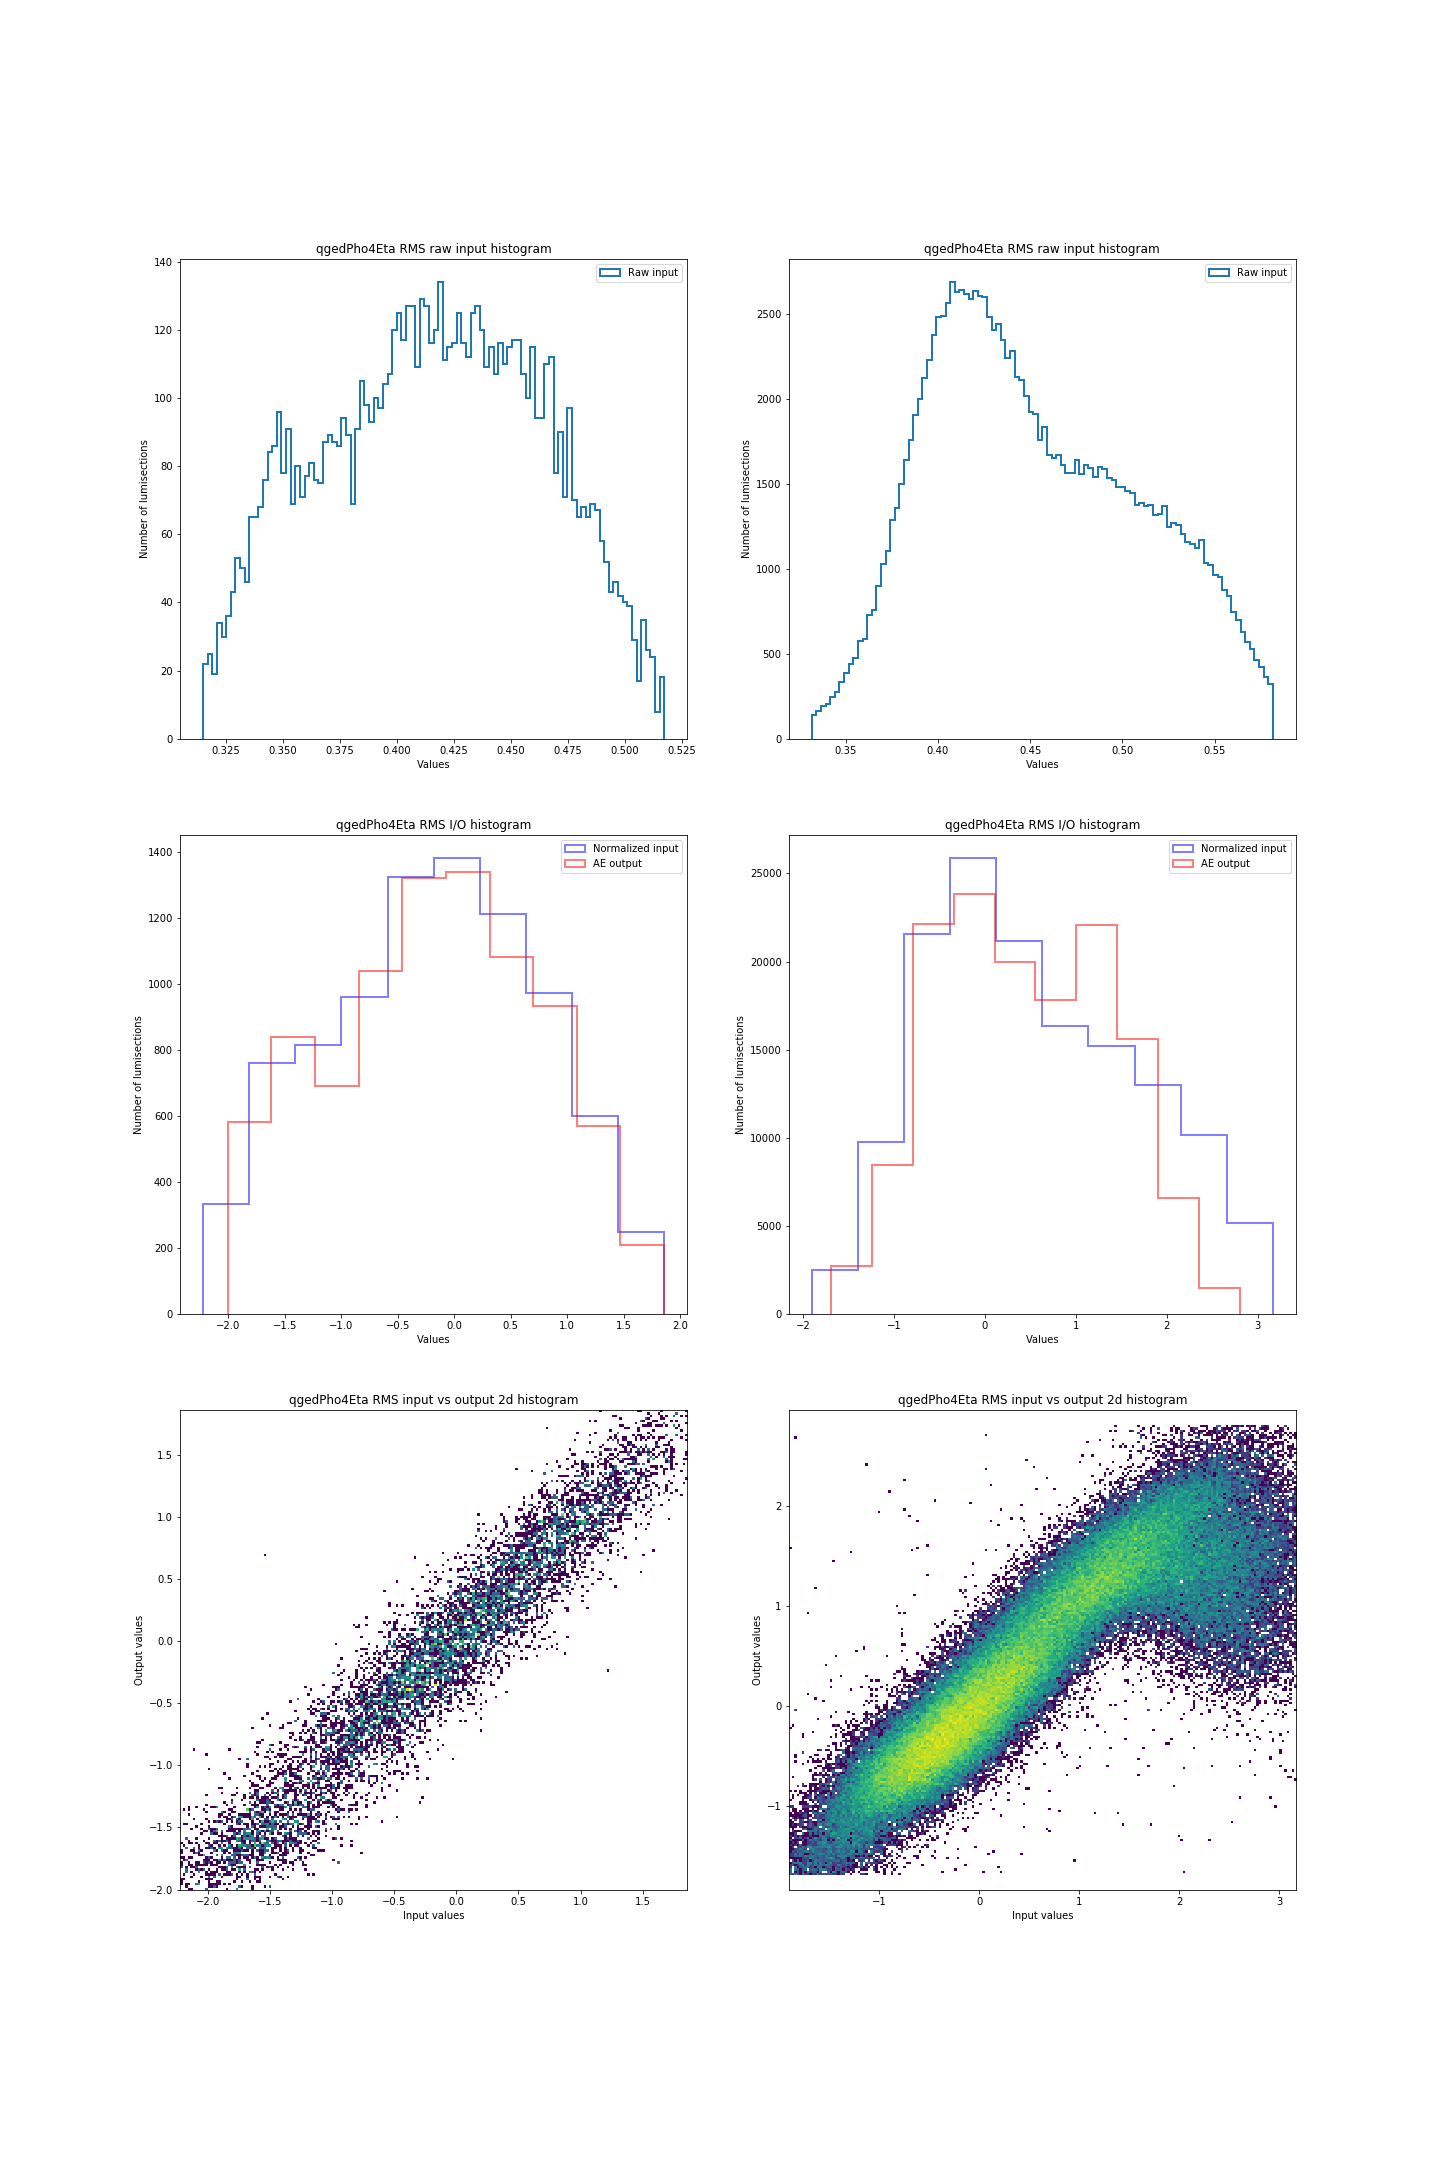 qgedPho4Eta RMS raw input histogram
Raw input
140
120
100
80
60
40
20
0
Number of lumisections
0.325 0.350 0.375 0.400 0.425 0.450 0.475 0.500 0.525
Values
qgedPho4Eta RMS raw input histogram
Raw input
2500
2000
1500
1000
500
0
Number of lumisections
0.35 0.40 0.45 0.50 0.55
Values
qgedPho4Eta RMS I/O histogram
Normalized input
AE output
1400
1200
1000
800
600
400
200
0
Number of lumisections
−2.0 −1.5 −1.0 −0.5 0.0 0.5 1.0 1.5 2.0
Values
qgedPho4Eta RMS I/O histogram
Normalized input
AE output
25000
20000
15000
10000
5000
0
Number of lumisections
−2 −1 0 1 2 3
Values
qgedPho4Eta RMS input vs output 2d histogram
1.5
1.0
0.5
0.0
−0.5
−1.0
−1.5
−2.0
Output values
−2.0 −1.5 −1.0 −0.5 0.0 0.5 1.0 1.5
Input values
qgedPho4Eta RMS input vs output 2d histogram
2
1
0
−1
Output values
−1 0 1 2 3
Input values